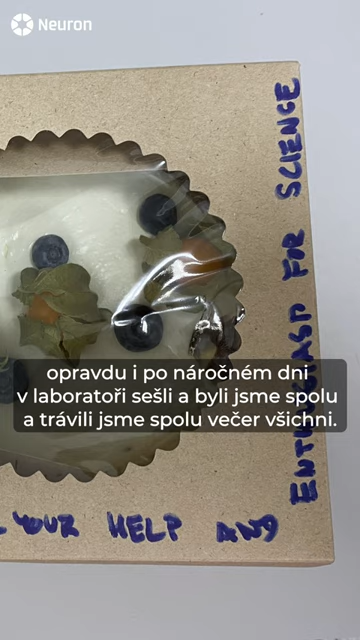 Neuron
opravdu i po náročném dni
v laboratoři sešli a byli jsme spolu
a trávili jsme spolu večer všichni.
YOUR HELP AND
ENTHUSIASM FOR SCIENCE